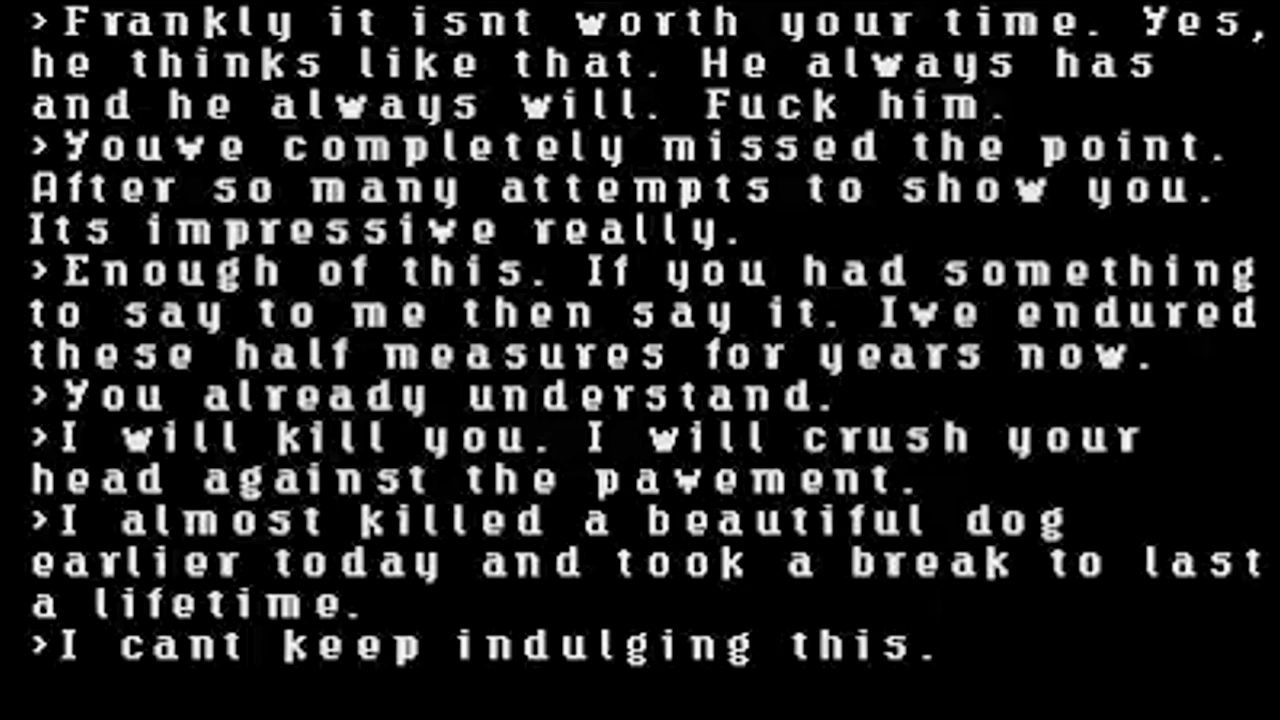 >Frankly it isnt worth your time. Yes,
he thinks like that. He always has
and he always will. Fuck him.
>Youve completely missed the point.
After so many attempts to show you.
Its impressive really.
>Enough of this. If you had something
to say to me then say it. Ive endured
these half measures for years now.
>You already understand.
>I will kill you. I will crush your
head against the pavement.
>I almost killed a beautiful dog
earlier today and took a break to last
a lifetime.
>I cant keep indulging this.